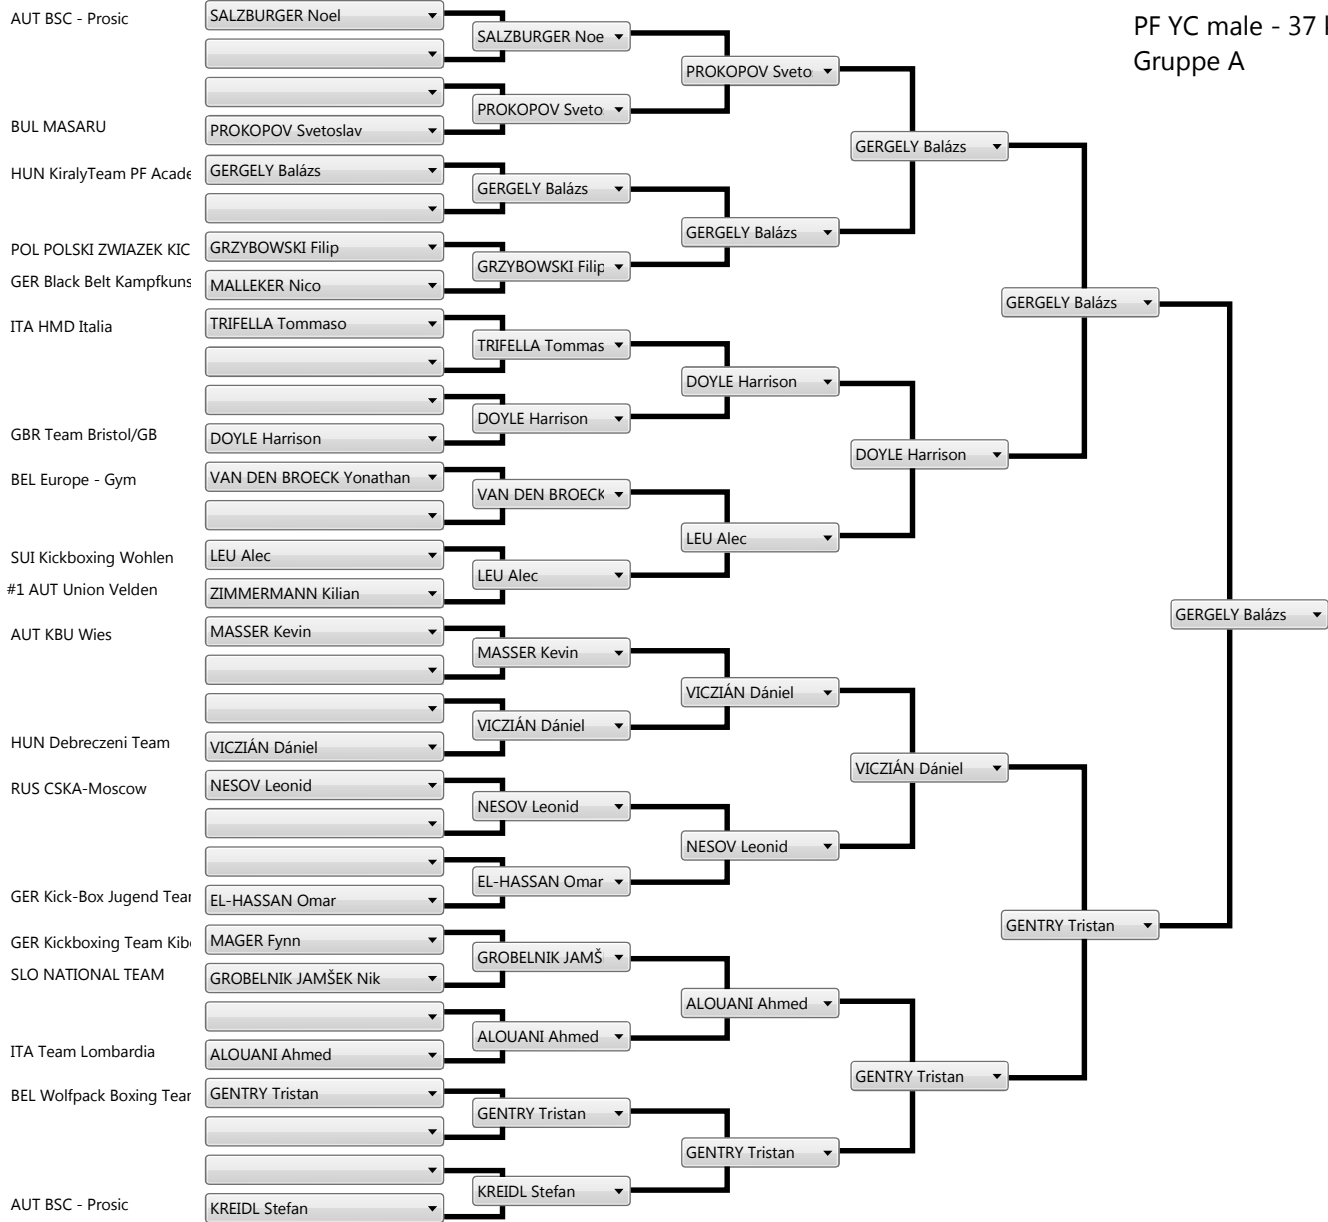 PF YC male - 37
Gruppe A
AUT BSC - Prosic
SALZBURGER Noel
SALZBURGER Noe
PROKOPOV Sveto
PROKOPOV Sveto
BUL MASARU
PROKOPOV Svetoslav
GERGELY Balázs
HUN KiralyTeam PF Acade
GERGELY Balázs
GERGELY Balázs
GERGELY Balázs
POL POLSKI ZWIAZEK KIC
GRZYBOWSKI Filip
GRZYBOWSKI Filip
GER Black Belt Kampfkuns
MALLEKER Nico
GERGELY Balázs
ITA HMD Italia
TRIFELLA Tommaso
TRIFELLA Tommas
DOYLE Harrison
DOYLE Harrison
GBR Team Bristol/GB
DOYLE Harrison
DOYLE Harrison
BEL Europe - Gym
VAN DEN BROECK Yonathan
VAN DEN BROECK
LEU Alec
SUI Kickboxing Wohlen
LEU Alec
LEU Alec
#1 AUT Union Velden
ZIMMERMANN Kilian
GERGELY Balázs
AUT KBU Wies
MASSER Kevin
MASSER Kevin
VICZIÁN Dániel
VICZIÁN Dániel
HUN Debreczeni Team
VICZIÁN Dániel
VICZIÁN Dániel
RUS CSKA-Moscow
NESOV Leonid
NESOV Leonid
NESOV Leonid
EL-HASSAN Omar
GER Kick-Box Jugend Tear
EL-HASSAN Omar
GENTRY Tristan
GER Kickboxing Team Kib
MAGER Fynn
GROBELNIK JAMŠ
SLO NATIONAL TEAM
GROBELNIK JAMŠEK Nik
ALOUANI Ahmed
ALOUANI Ahmed
ITA Team Lombardia
ALOUANI Ahmed
GENTRY Tristan
BEL Wolfpack Boxing Tear
GENTRY Tristan
GENTRY Tristan
GENTRY Tristan
KREIDL Stefan
AUT BSC - Prosic
KREIDL Stefan